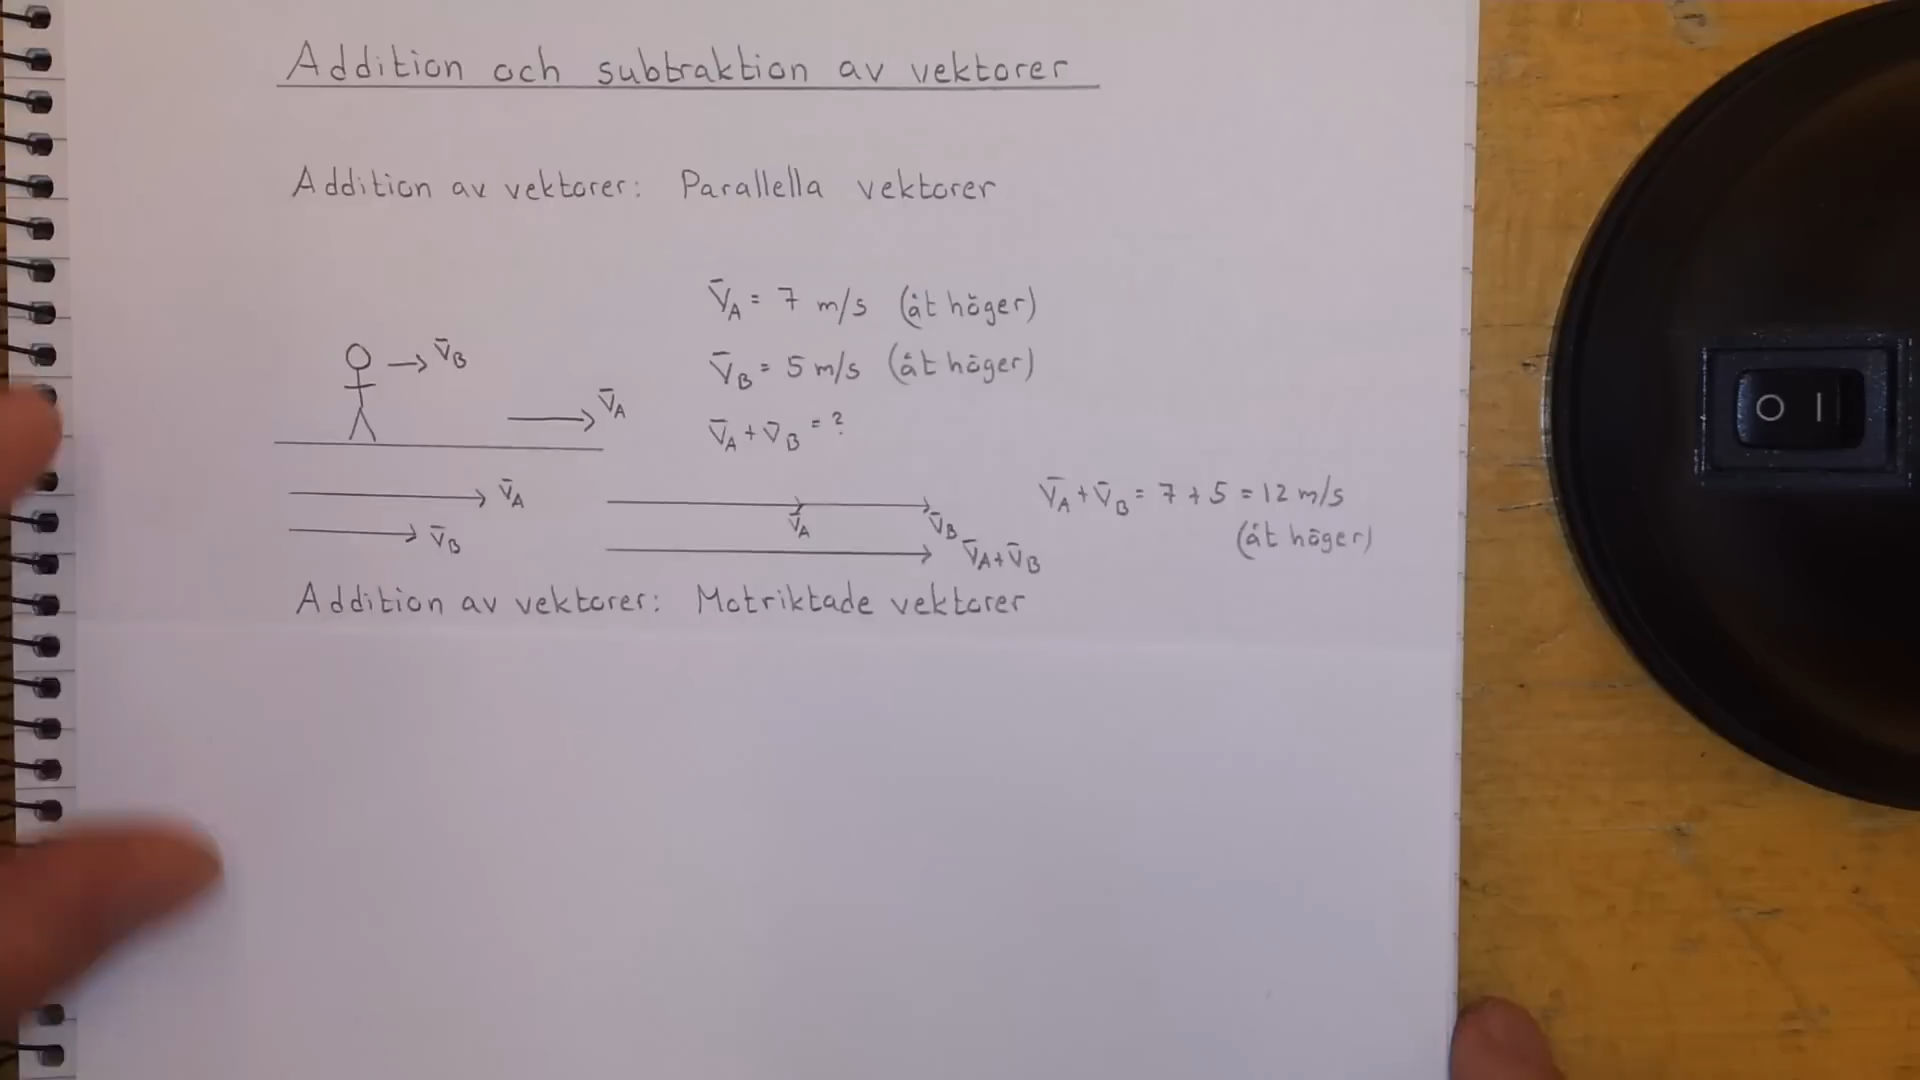 Addition och subtraktion av vektorer
Addition av vektorer: Parallella vektorer
V̄A = 7 m/s (åt höger)
V̄B = 5 m/s (åt höger)
V̄A + V̄B = ?
V̄B
V̄A
V̄A
V̄B
V̄A
V̄B
V̄A+V̄B
V̄A + V̄B = 7 + 5 = 12 m/s
(åt höger)
Addition av vektorer: Motriktade vektorer
O I